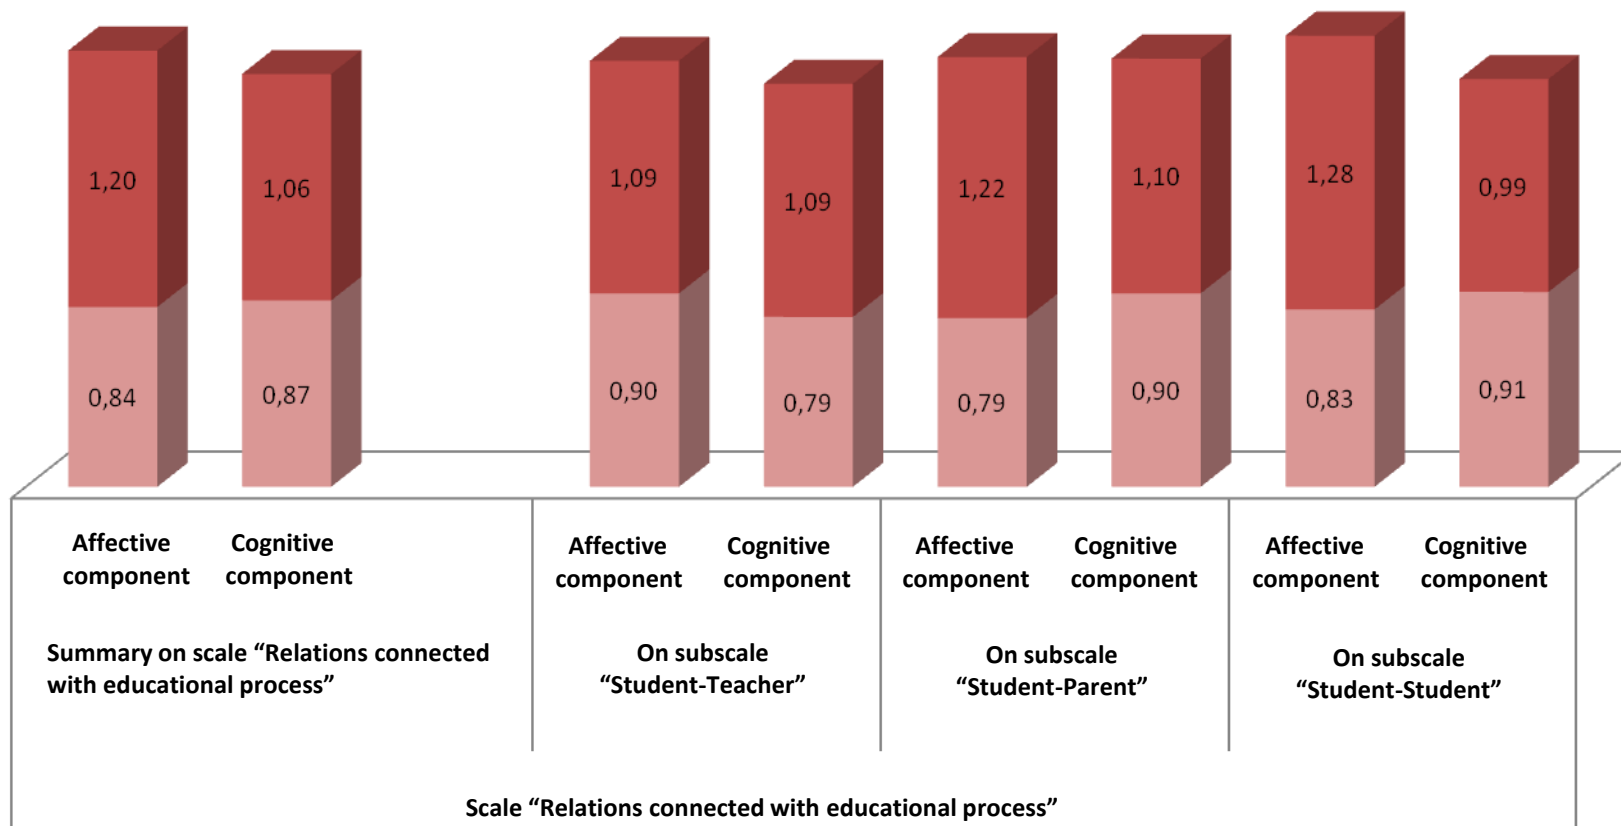 1,20
1,06
1,09
1,09
1,22
1,10
1,28
0,99
0,84
0,87
0,90
0,79
0,79
0,90
0,83
0,91
Affective
component
Cognitive
component
Affective
component
Cognitive
component
Affective
component
Cognitive
component
Affective
component
Cognitive
component
Summary on scale “Relations connected
with educational process”
On subscale
“Student-Teacher”
On subscale
“Student-Parent”
On subscale
“Student-Student”
Scale “Relations connected with educational process”